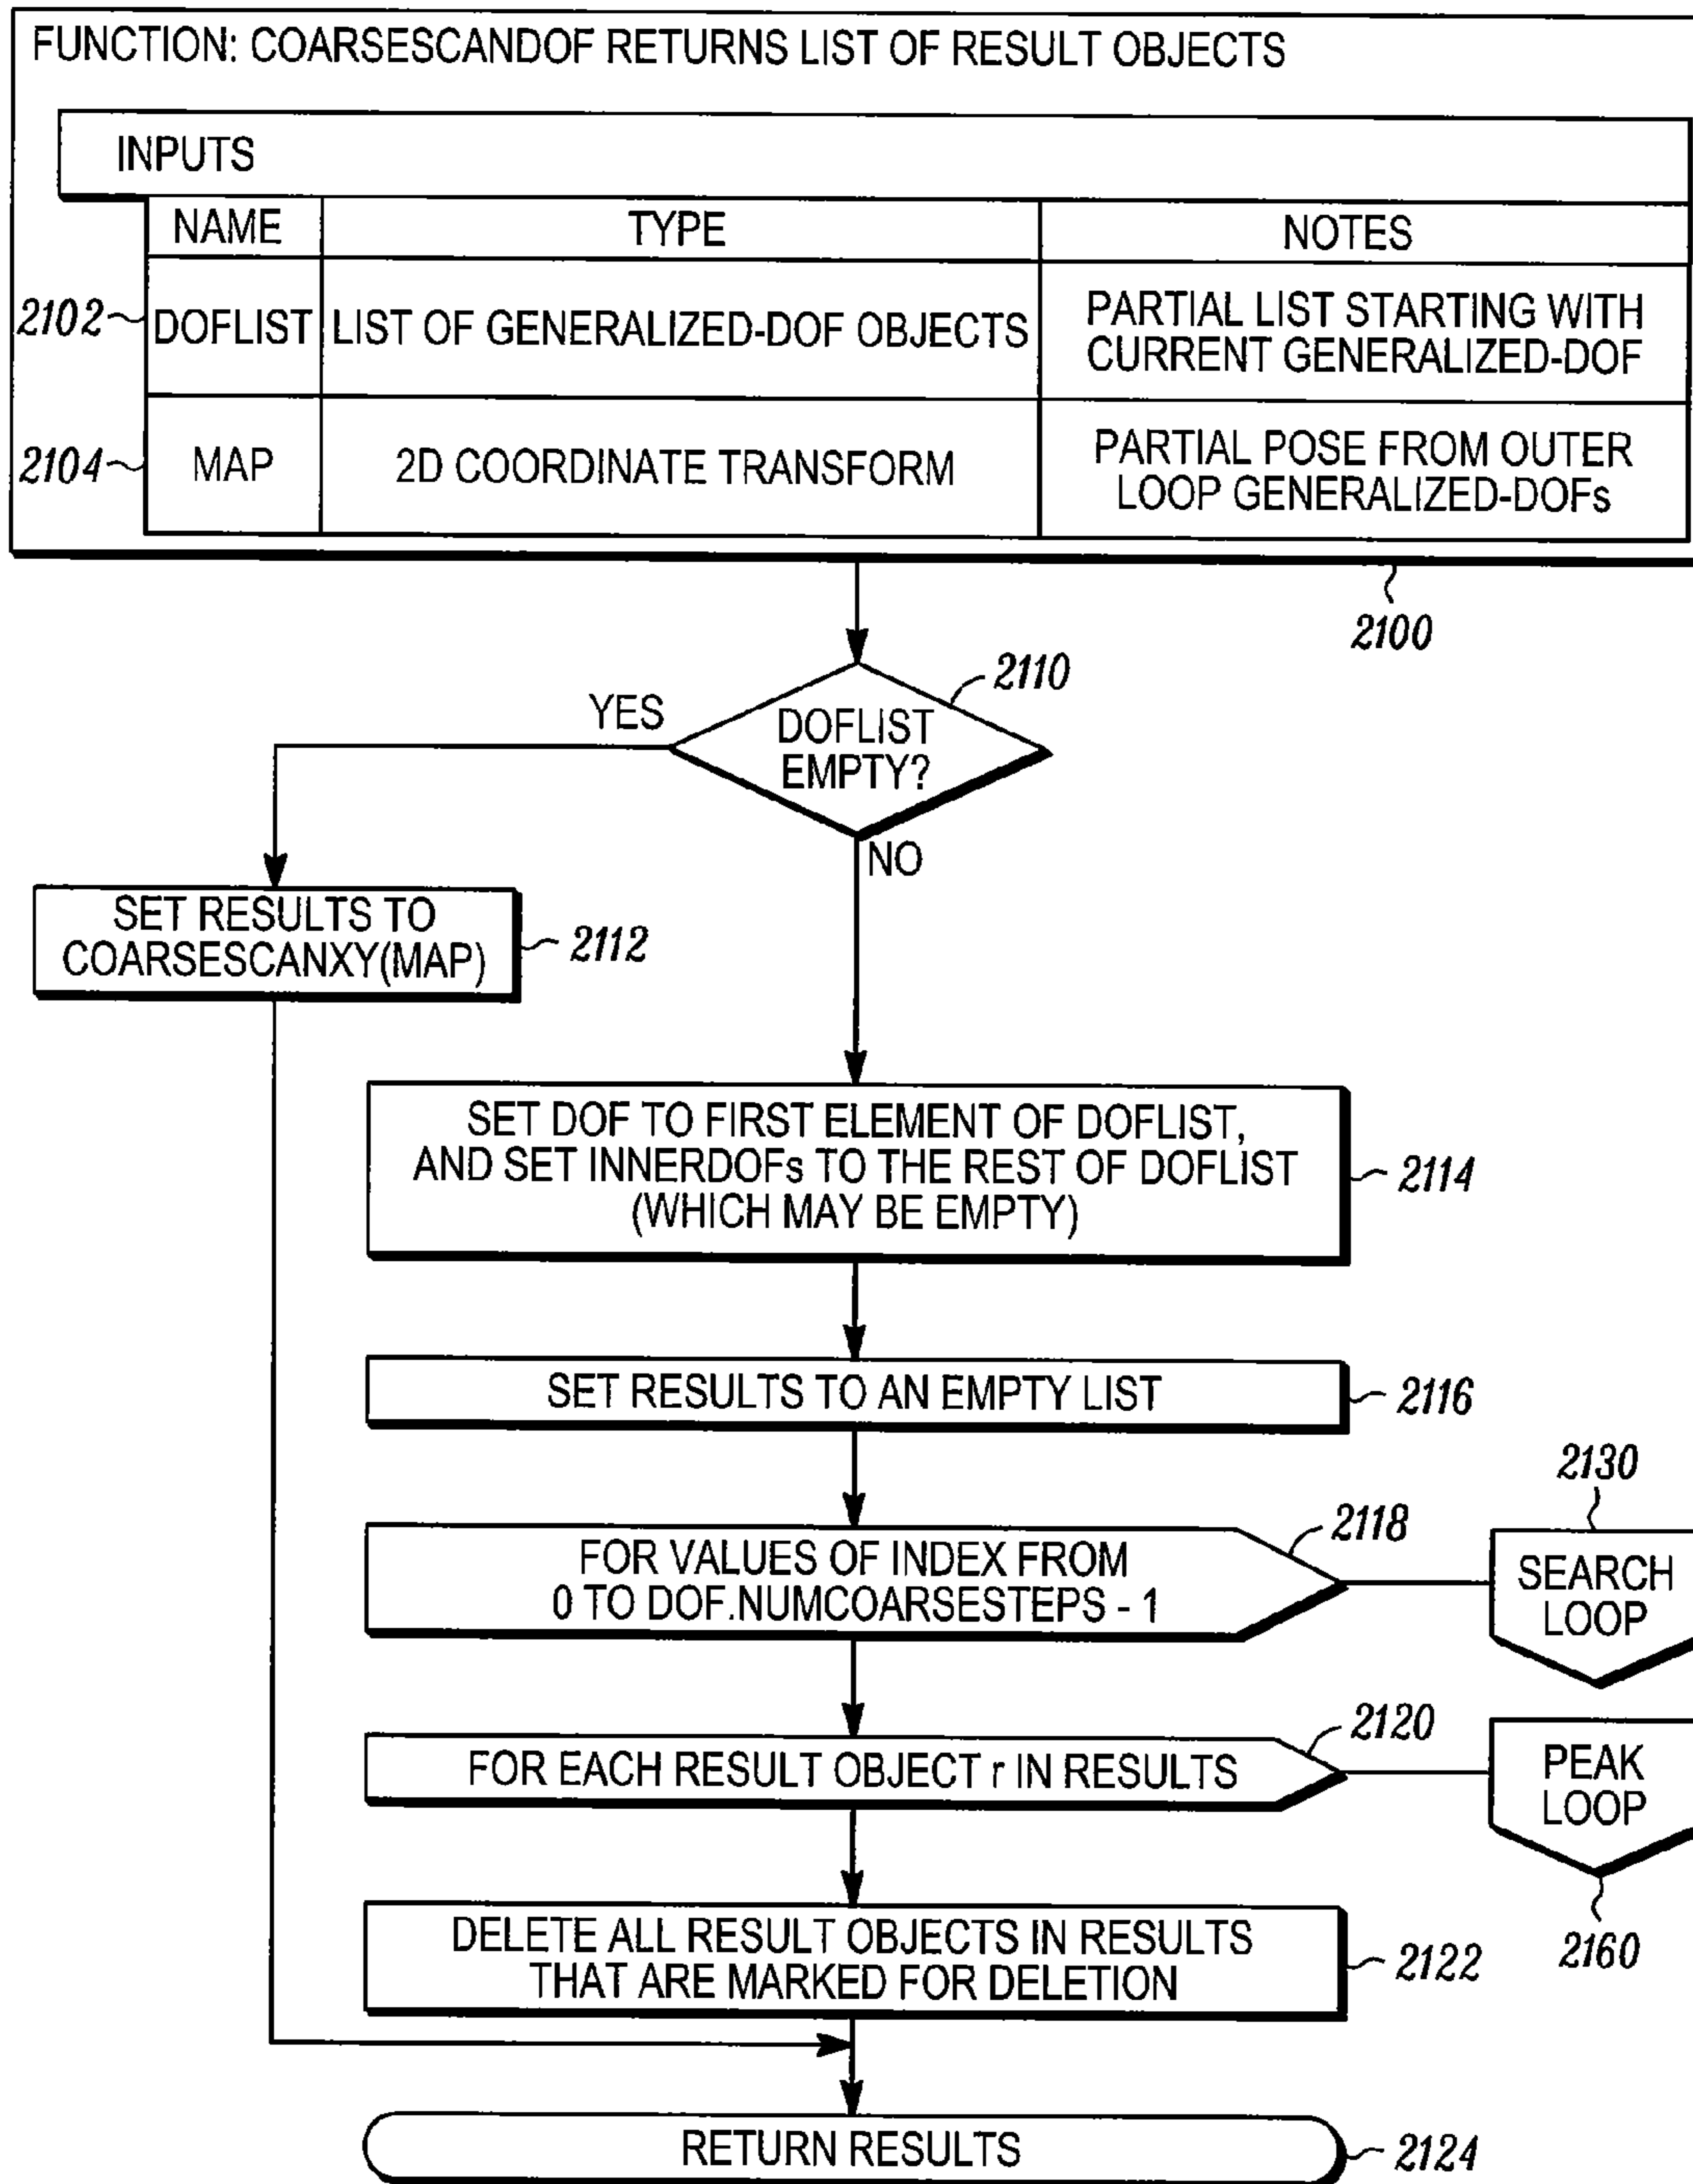 FUNCTION: COARSESCANDOF RETURNS LIST OF RESULT OBJECTS
INPUTS
NAME TYPE NOTES
2102 DOFLIST LIST OF GENERALIZED-DOF OBJECTS PARTIAL LIST STARTING WITH
CURRENT GENERALIZED-DOF
2104 MAP 2D COORDINATE TRANSFORM PARTIAL POSE FROM OUTER
LOOP GENERALIZED-DOFs
2100
2110
YES
DOFLIST
EMPTY?
NO
SET RESULTS TO
COARSESCANXY(MAP)
2112
SET DOF TO FIRST ELEMENT OF DOFLIST,
AND SET INNERDOFs TO THE REST OF DOFLIST
(WHICH MAY BE EMPTY)
2114
SET RESULTS TO AN EMPTY LIST
2116
FOR VALUES OF INDEX FROM
0 TO DOF.NUMCOARSESTEPS - 1
2118
2130
SEARCH
LOOP
FOR EACH RESULT OBJECT r IN RESULTS
2120
PEAK
LOOP
2160
DELETE ALL RESULT OBJECTS IN RESULTS
THAT ARE MARKED FOR DELETION
2122
RETURN RESULTS
2124